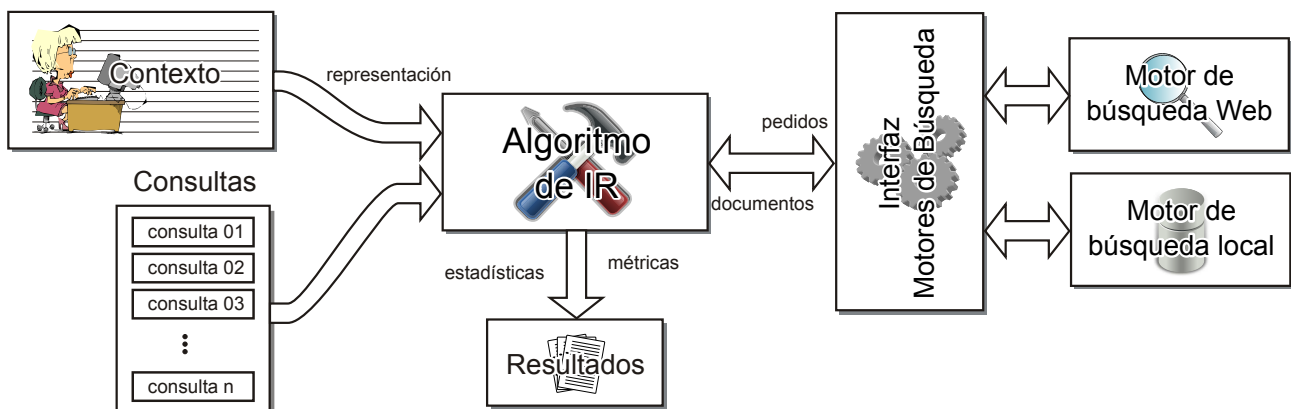 Contexto
representación
Consultas
consulta 01
consulta 02
consulta 03
consulta n
Algoritmo
de IR
estadísticas
métricas
Resultados
pedidos
documentos
Interfaz
Motores de Búsqueda
Motor de
búsqueda Web
Motor de
búsqueda local